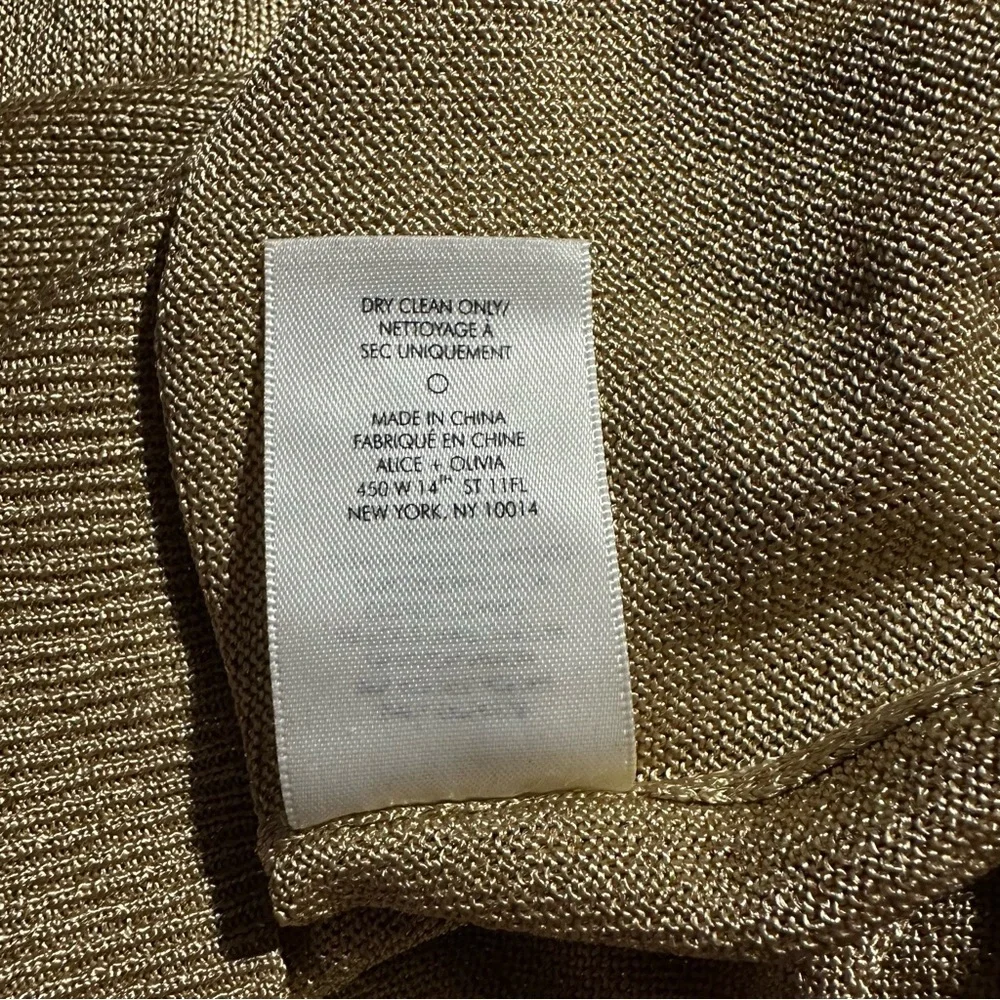 DRY CLEAN ONLY/
NETTOYAGE À
SEC UNIQUEMENT
MADE IN CHINA
FABRIQUÉ EN CHINE
ALICE + OLIVIA
450 W 14th ST 11FL
NEW YORK, NY 10014